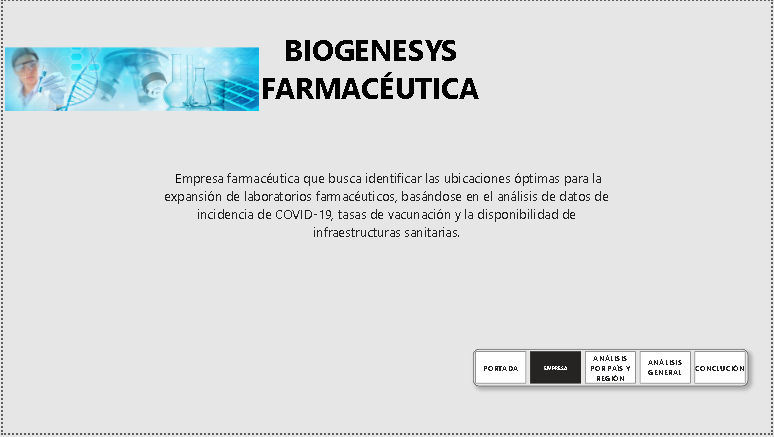 BIOGENESYS
FARMACÉUTICA
Empresa farmacéutica que busca identificar las ubicaciones óptimas para la
expansión de laboratorios farmacéuticos, basándose en el análisis de datos de
incidencia de COVID-19, tasas de vacunación y la disponibilidad de
infraestructuras sanitarias.
PORTADA
EMPRESA
ANÁLISIS
POR PAÍS Y
REGIÓN
ANÁLISIS
GENERAL
CONCLUCIÓN